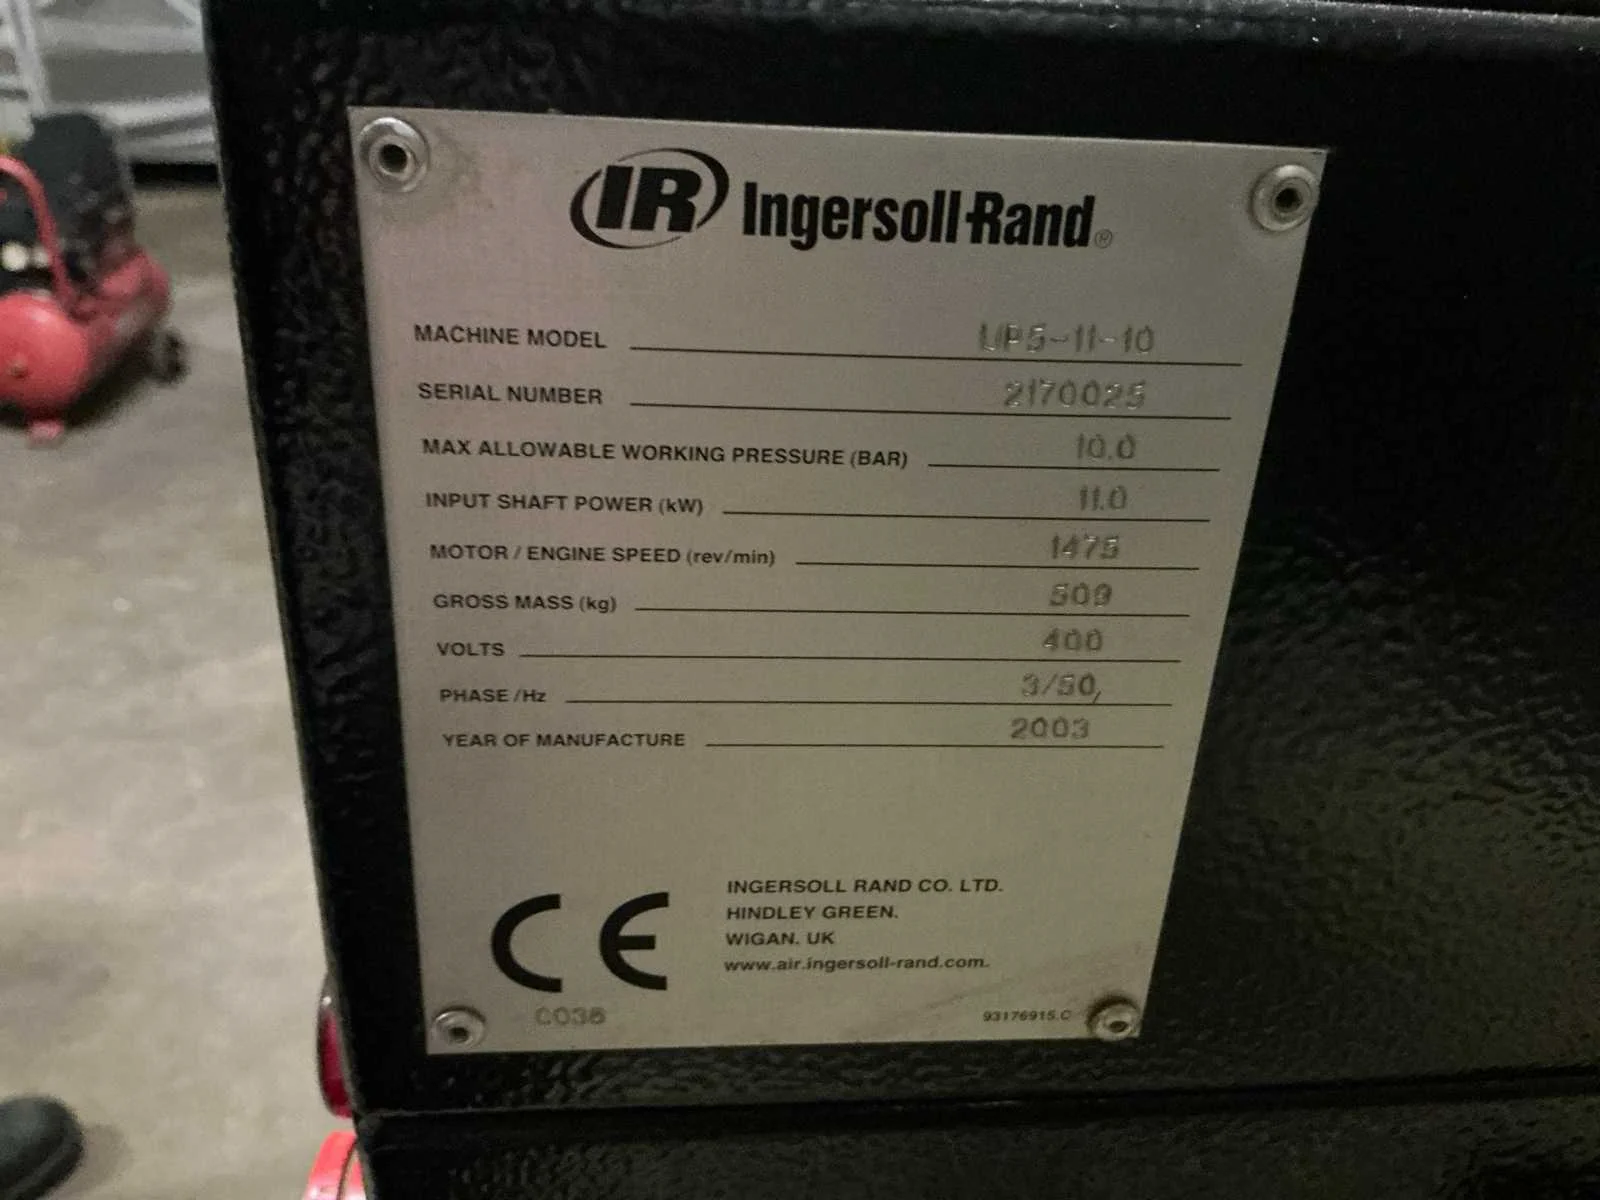 IR Ingersoll-Rand®
MACHINE MODEL UP5-11-10
SERIAL NUMBER 2170025
MAX ALLOWABLE WORKING PRESSURE (BAR) 10.0
INPUT SHAFT POWER (kW) 11.0
MOTOR / ENGINE SPEED (rev/min) 1475
GROSS MASS (kg) 509
VOLTS 400
PHASE /Hz 3/50,
YEAR OF MANUFACTURE 2003
INGERSOLL RAND CO. LTD.
HINDLEY GREEN.
WIGAN. UK
www.air.ingersoll-rand.com.
CE
93176915.C